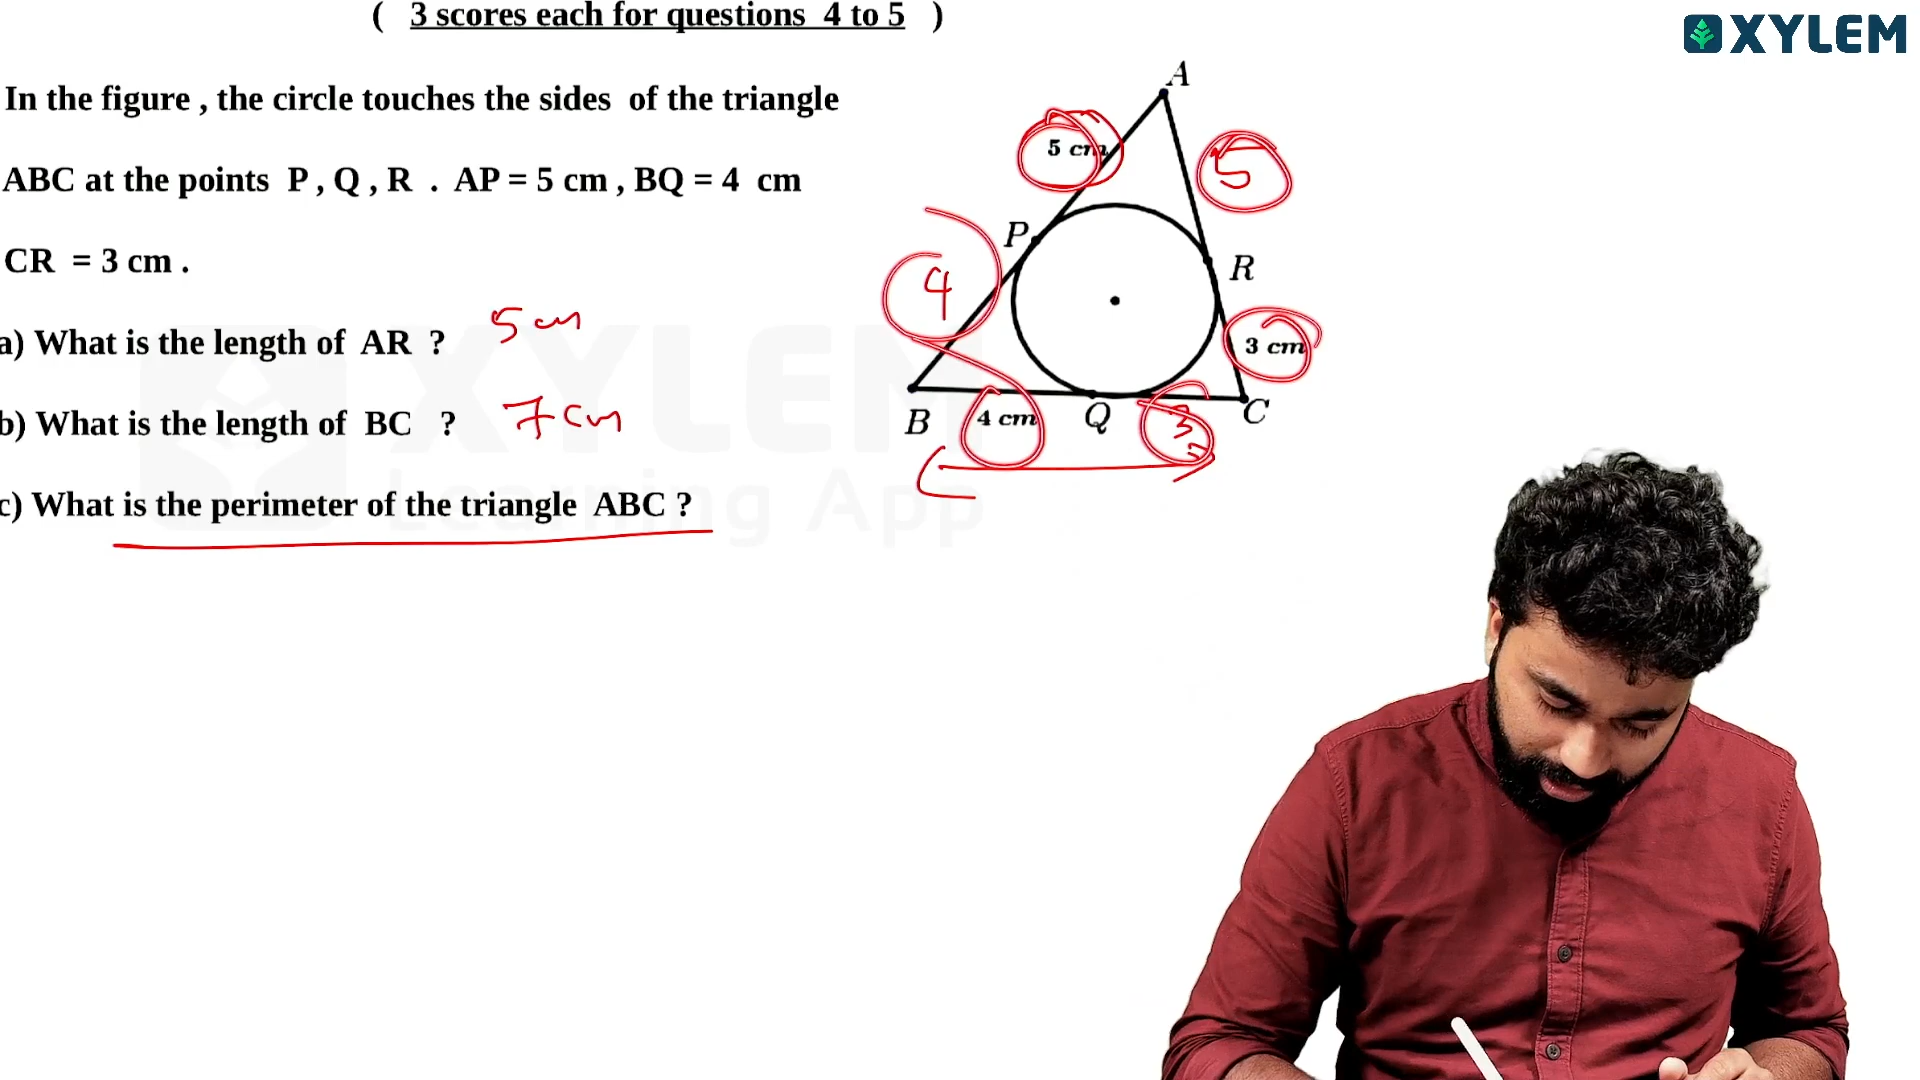 ( 3 scores each for questions 4 to 5 )
XYLEM
In the figure , the circle touches the sides of the triangle
ABC at the points P , Q , R . AP = 5 cm , BQ = 4 cm
CR = 3 cm .
a) What is the length of AR ? 5 cm
b) What is the length of BC ? 7 cm
c) What is the perimeter of the triangle ABC ?
A
5 cm
5
P
R
4
3 cm
B
4 cm
Q
3
C
XYLEM
Learning App